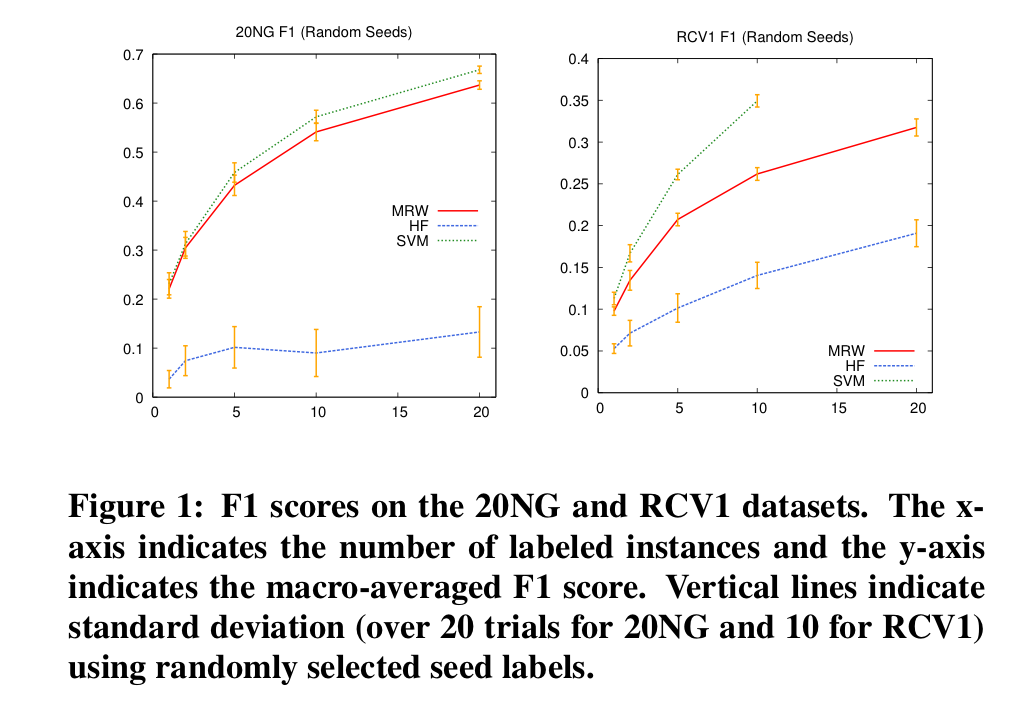 20NG F1 (Random Seeds)
0.7
0.6
0.5
0.4
0.3
0.2
0.1
0
0 5 10 15 20
MRW
HF
SVM
RCV1 F1 (Random Seeds)
0.4
0.35
0.3
0.25
0.2
0.15
0.1
0.05
0
0 5 10 15 20
MRW
HF
SVM
Figure 1: F1 scores on the 20NG and RCV1 datasets. The x-
axis indicates the number of labeled instances and the y-axis
indicates the macro-averaged F1 score. Vertical lines indicate
standard deviation (over 20 trials for 20NG and 10 for RCV1)
using randomly selected seed labels.